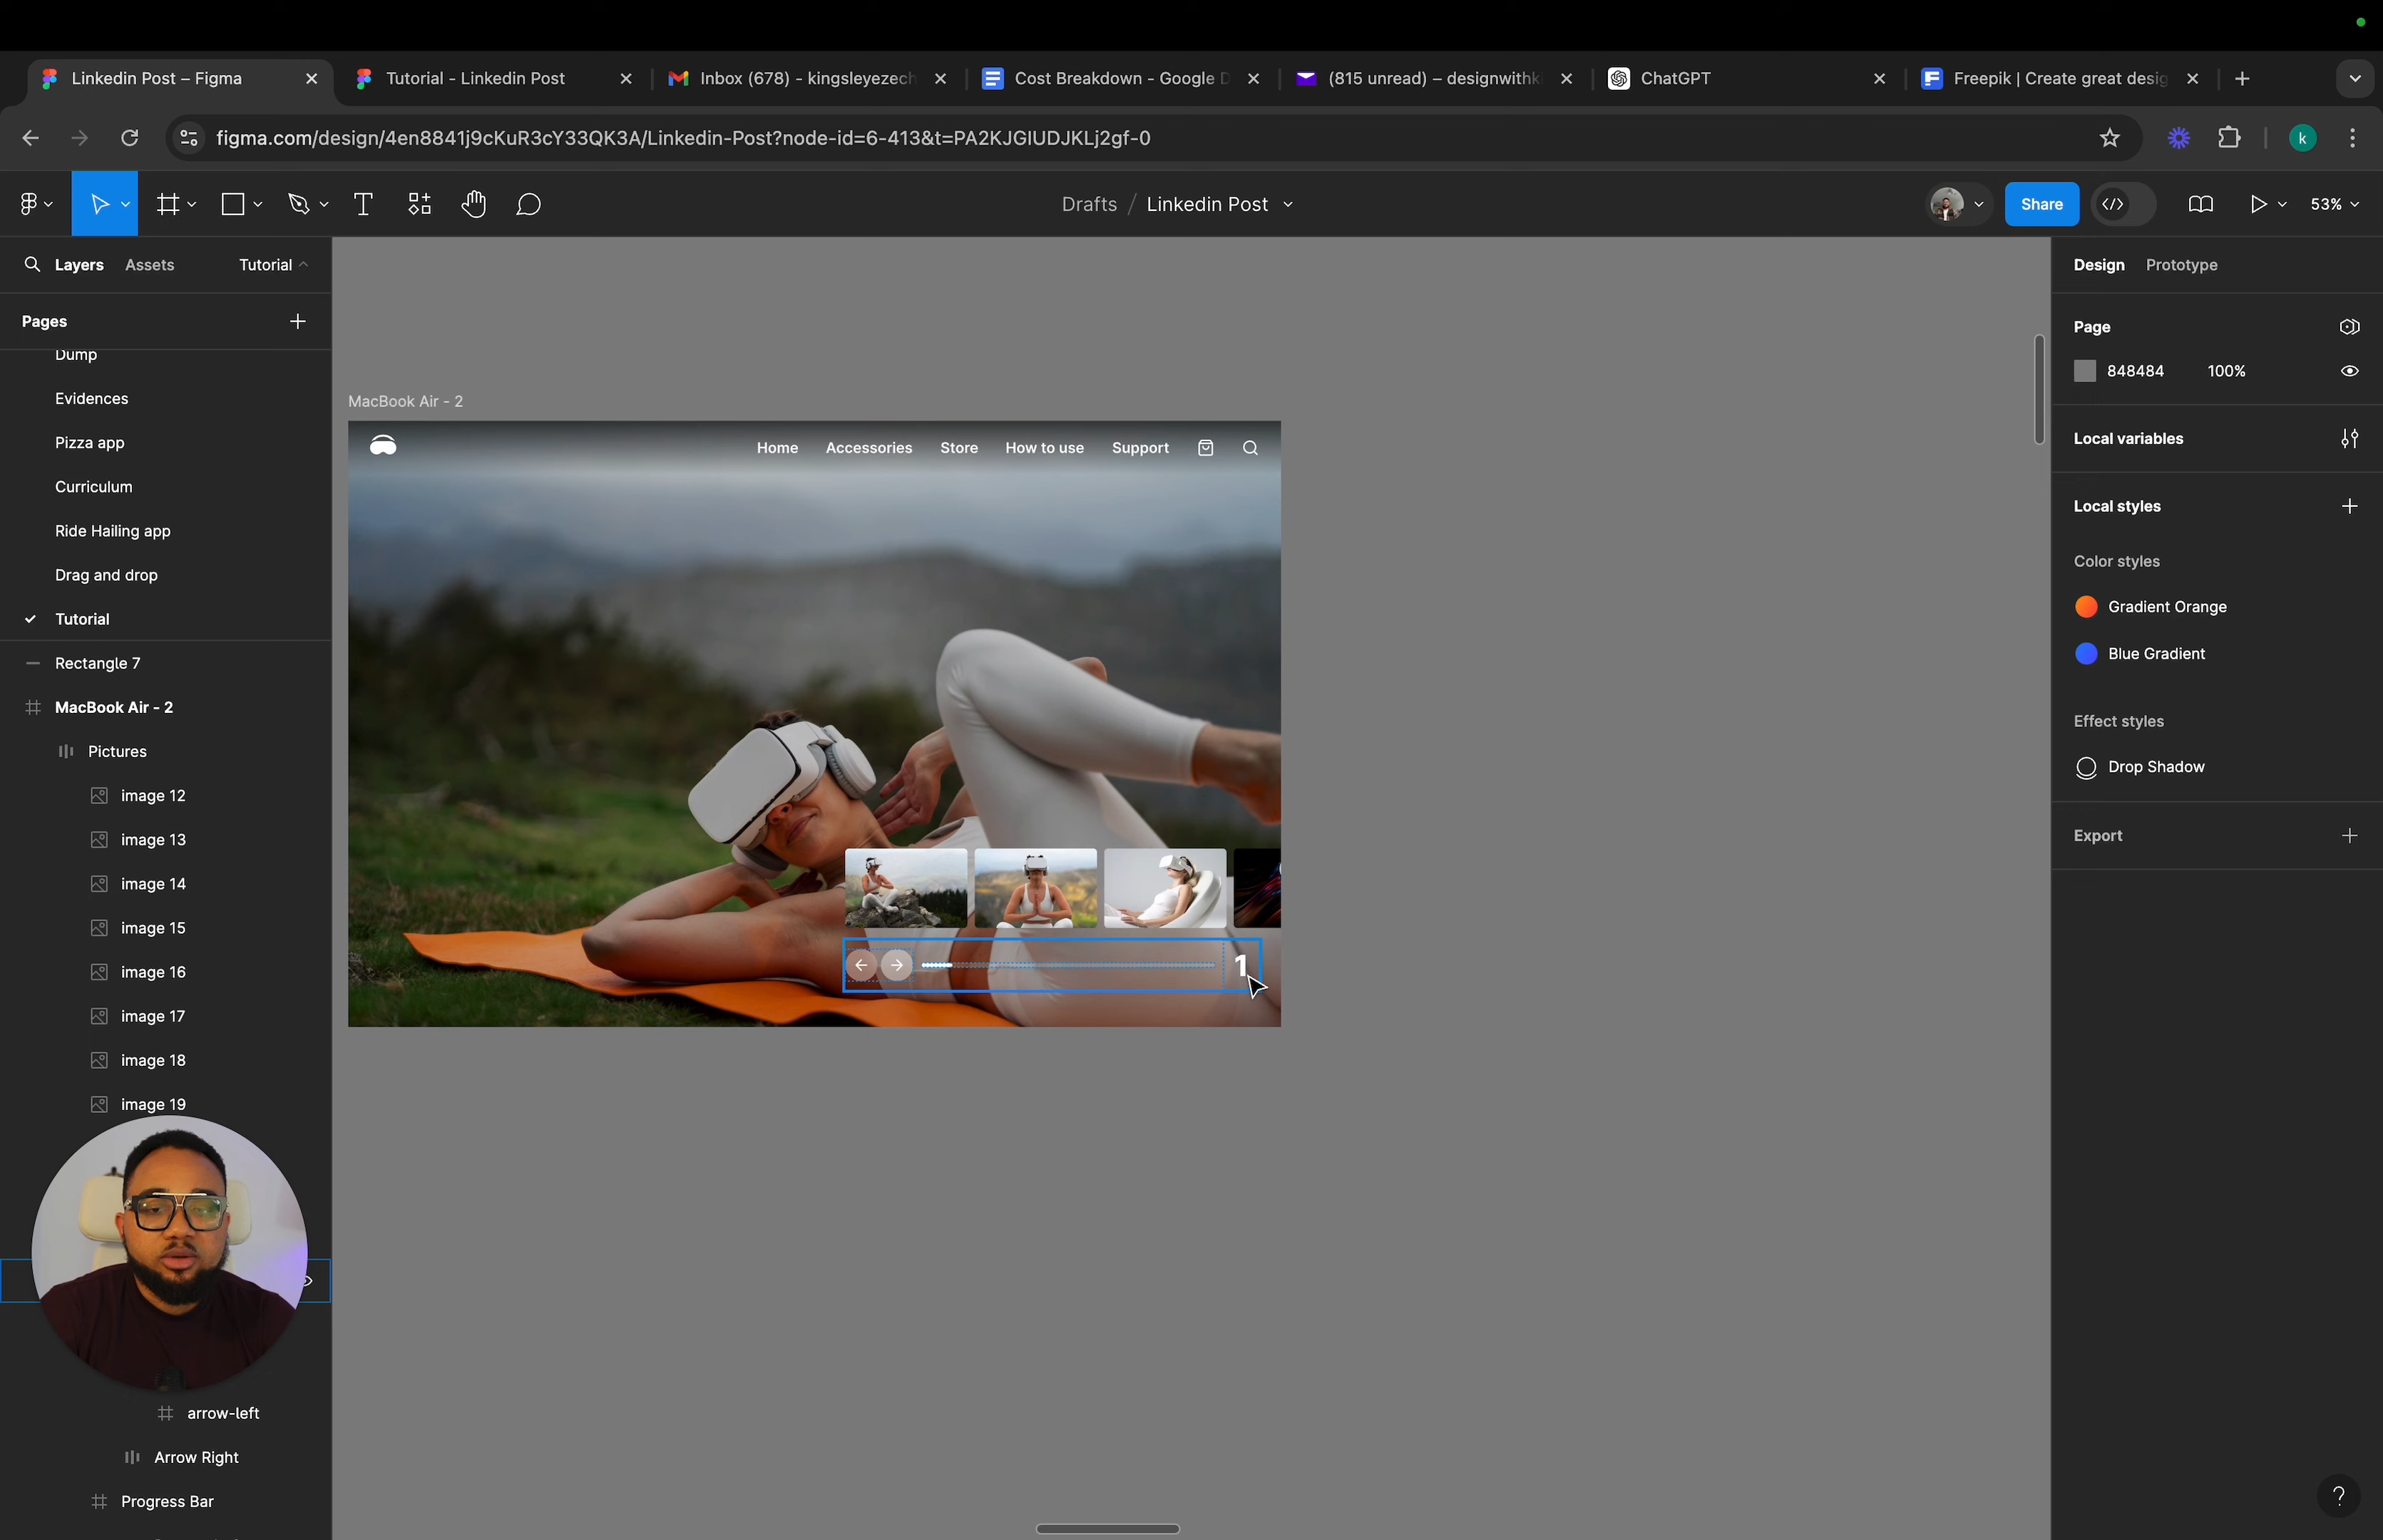 Linkedin Post – Figma
Tutorial - Linkedin Post
Inbox (678) - kingsleyezech
Cost Breakdown - Google D
(815 unread) – designwithki
ChatGPT
Freepik | Create great desig
figma.com/design/4en8841j9cKuR3cY33QK3A/Linkedin-Post?node-id=6-413&t=PA2KJGIUDJKLj2gf-0
k
Drafts / Linkedin Post
Share
53%
Layers
Assets
Tutorial
Pages
Dump
Evidences
Pizza app
Curriculum
Ride Hailing app
Drag and drop
Tutorial
Rectangle 7
MacBook Air - 2
Pictures
image 12
image 13
image 14
image 15
image 16
image 17
image 18
image 19
arrow-left
Arrow Right
Progress Bar
MacBook Air - 2
Home
Accessories
Store
How to use
Support
1
Design
Prototype
Page
848484
100%
Local variables
Local styles
Color styles
Gradient Orange
Blue Gradient
Effect styles
Drop Shadow
Export
?